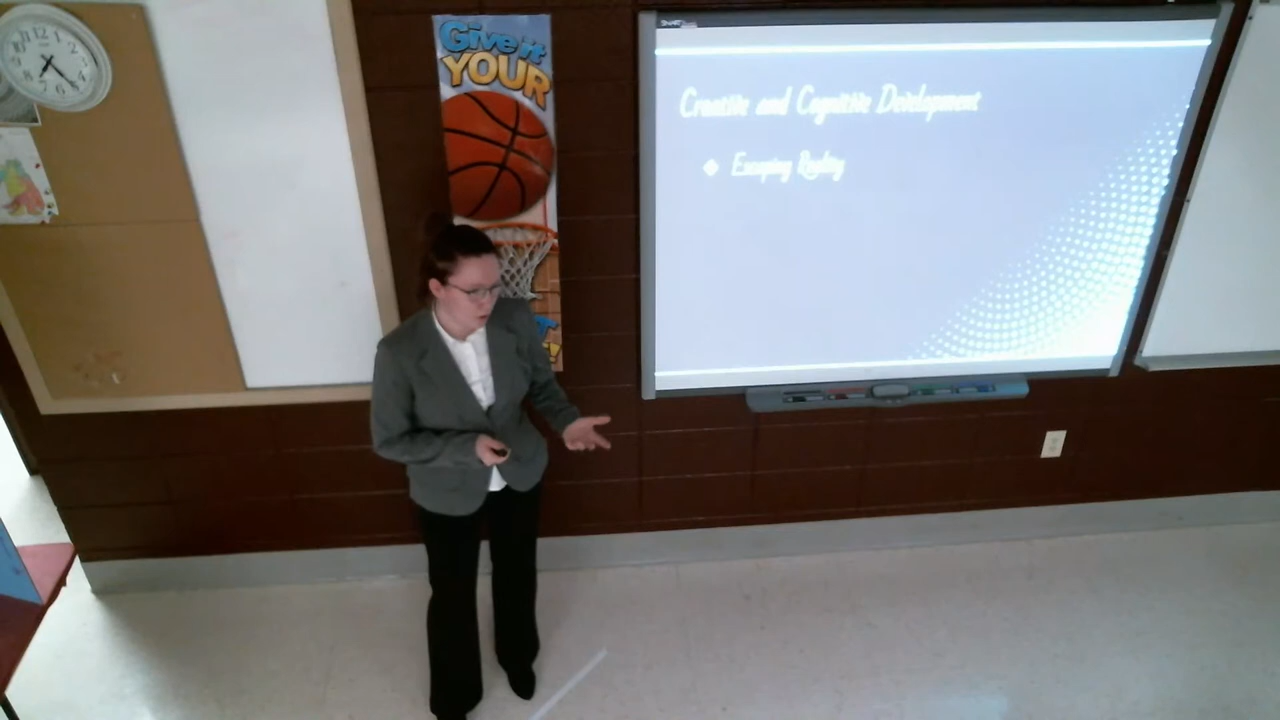 Give it
YOUR
Creative and Cognitive Development
❖ Escaping Reality